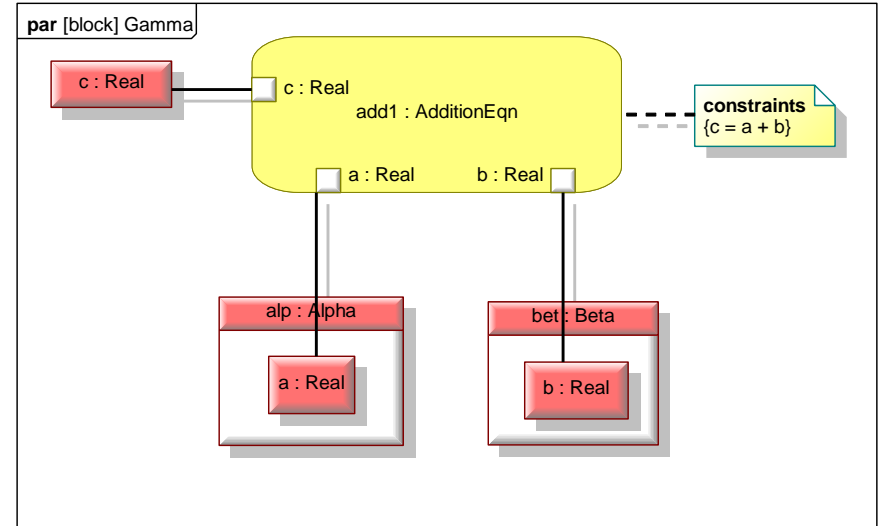 par [block] Gamma
c : Real
c : Real
add1 : AdditionEqn
constraints
{c = a + b}
a : Real
b : Real
alp : Alpha
bet : Beta
a : Real
b : Real